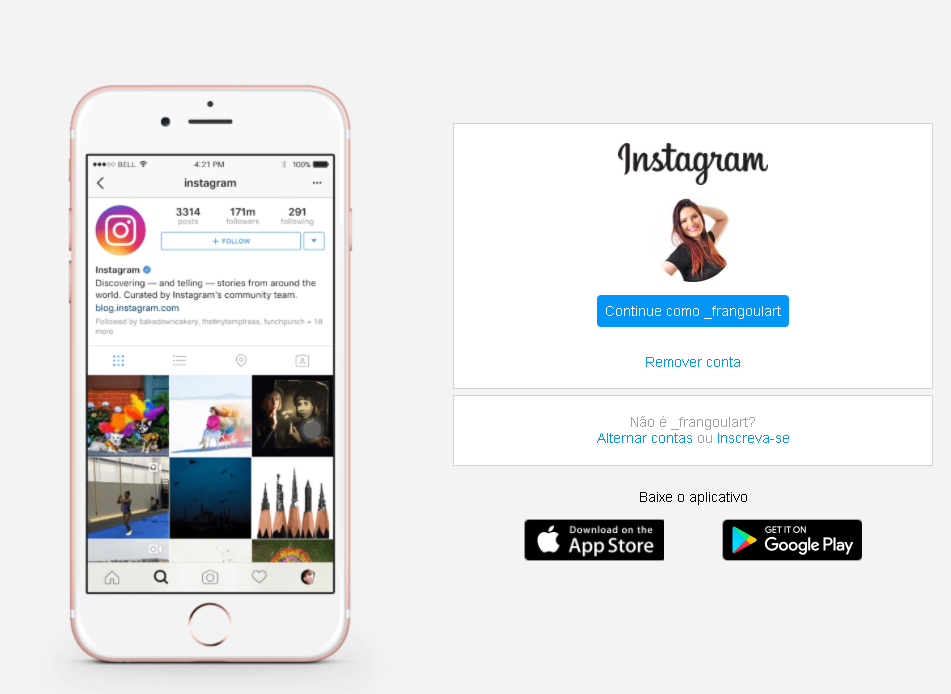 BELL 4:21 PM 100%
instagram
3314 171m 291
posts followers following
+ FOLLOW
Instagram
Discovering — and telling — stories from around the
world. Curated by Instagram's community team.
blog.instagram.com
Followed by bakedowncakery, thetinytemptress, funchpunch + 18
more
Instagram
Continue como _frangoulart
Remover conta
Não é _frangoulart?
Alternar contas ou Inscreva-se
Baixe o aplicativo
Download on the
App Store
GET IT ON
Google Play